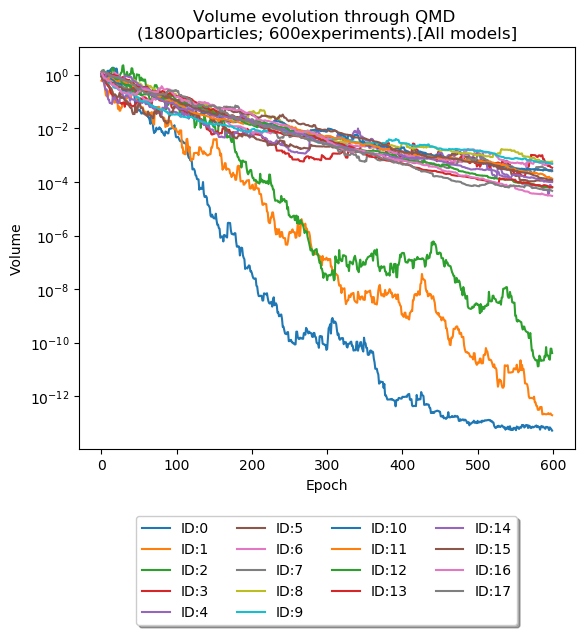 Volume evolution through QMD
(1800particles; 600experiments).[All models]
Volume
10⁰
10⁻²
10⁻⁴
10⁻⁶
10⁻⁸
10⁻¹⁰
10⁻¹²
0 100 200 300 400 500 600
Epoch
ID:0 ID:5 ID:10 ID:14
ID:1 ID:6 ID:11 ID:15
ID:2 ID:7 ID:12 ID:16
ID:3 ID:8 ID:13 ID:17
ID:4 ID:9